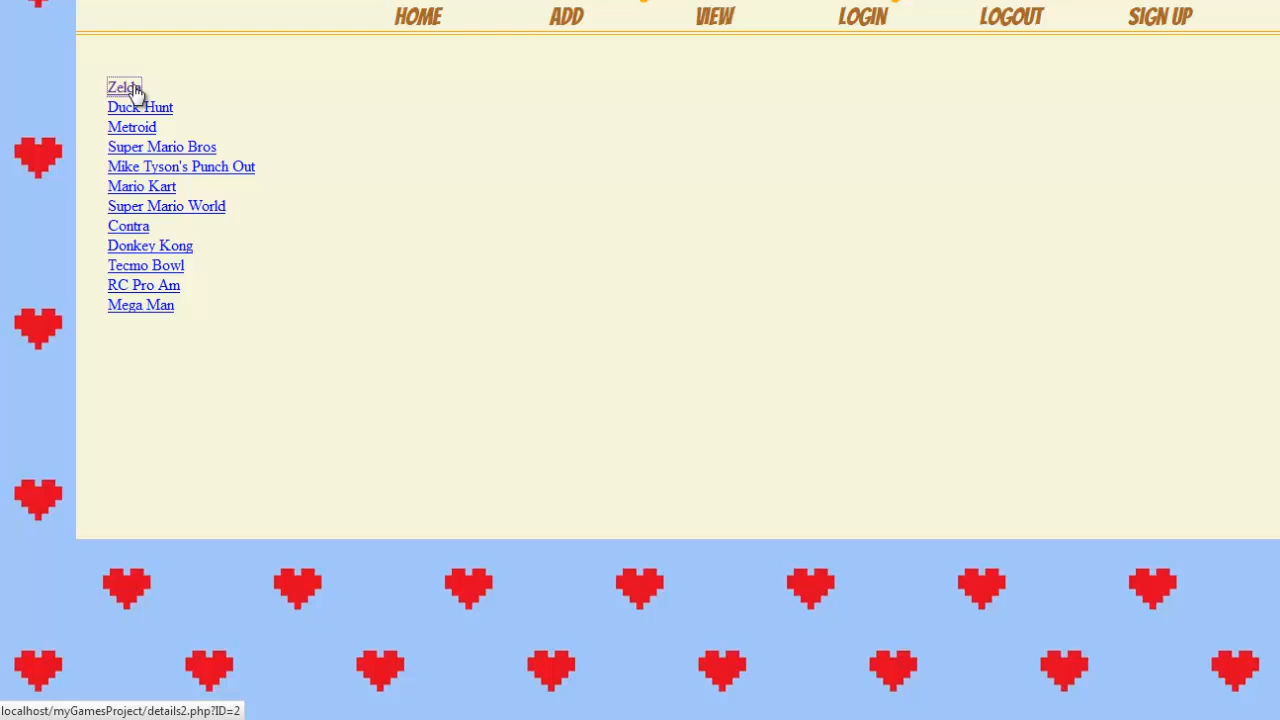 HOME ADD VIEW LOGIN LOGOUT SIGN UP
Zelda
Duck Hunt
Metroid
Super Mario Bros
Mike Tyson's Punch Out
Mario Kart
Super Mario World
Contra
Donkey Kong
Tecmo Bowl
RC Pro Am
Mega Man
localhost/myGamesProject/details2.php?ID=2